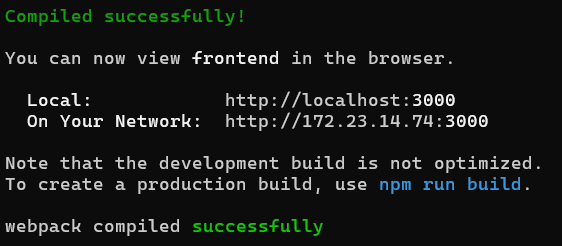 Compiled successfully!
You can now view frontend in the browser.
Local: http://localhost:3000
On Your Network: http://172.23.14.74:3000
Note that the development build is not optimized.
To create a production build, use npm run build.
webpack compiled successfully